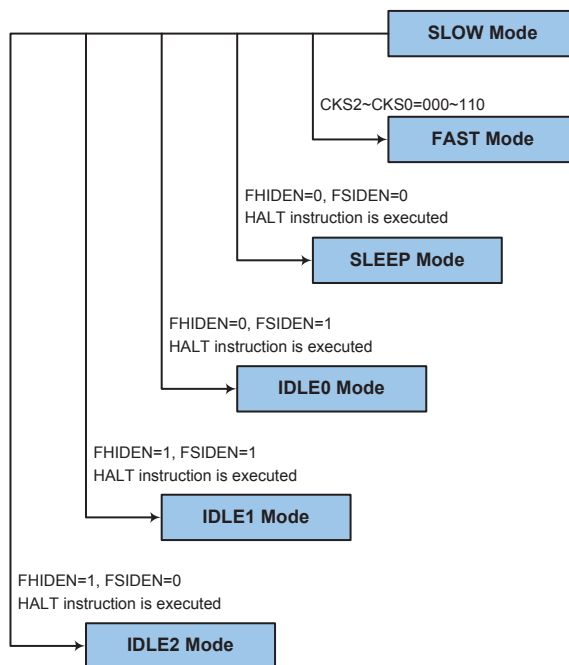 SLOW Mode
CKS2~CKS0=000~110
FAST Mode
FHIDEN=0, FSIDEN=0
HALT instruction is executed
SLEEP Mode
FHIDEN=0, FSIDEN=1
HALT instruction is executed
IDLE0 Mode
FHIDEN=1, FSIDEN=1
HALT instruction is executed
IDLE1 Mode
FHIDEN=1, FSIDEN=0
HALT instruction is executed
IDLE2 Mode